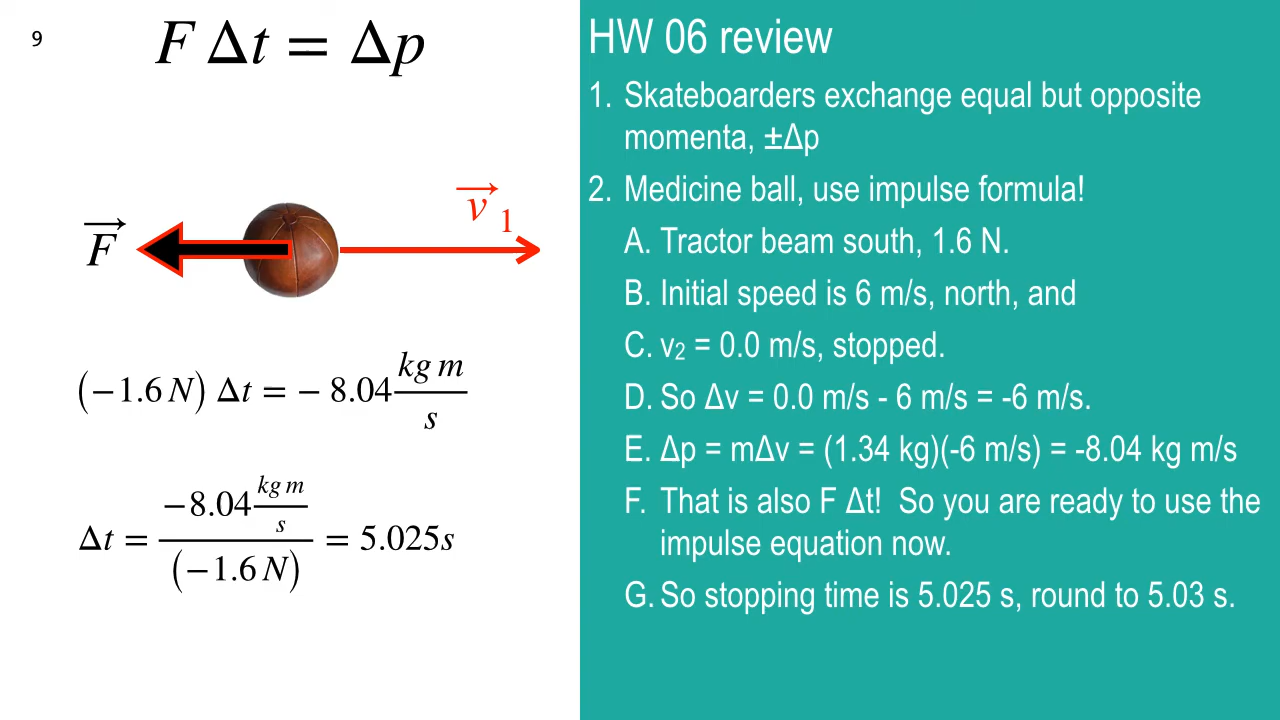 9
F Δt = Δp
F
v 1
(−1.6 N) Δt = − 8.04 kg m / s
Δt = −8.04 kg m / s / (−1.6 N) = 5.025s
HW 06 review
1. Skateboarders exchange equal but opposite
momenta, ±Δp
2. Medicine ball, use impulse formula!
A. Tractor beam south, 1.6 N.
B. Initial speed is 6 m/s, north, and
C. v₂ = 0.0 m/s, stopped.
D. So Δv = 0.0 m/s - 6 m/s = -6 m/s.
E. Δp = mΔv = (1.34 kg)(-6 m/s) = -8.04 kg m/s
F. That is also F Δt! So you are ready to use the
impulse equation now.
G. So stopping time is 5.025 s, round to 5.03 s.